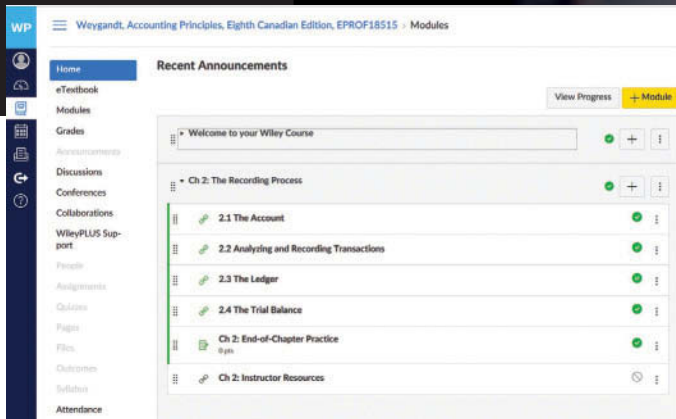 WP
Weygandt, Accounting Principles, Eighth Canadian Edition, EPROF18515 › Modules
Home
eTextbook
Modules
Grades
Announcements
Discussions
Conferences
Collaborations
WileyPLUS Sup-
port
People
Assignments
Quizzes
Pages
Files
Outcomes
Syllabus
Attendance
Recent Announcements
View Progress
+ Module
Welcome to your Wiley Course
Ch 2: The Recording Process
2.1 The Account
2.2 Analyzing and Recording Transactions
2.3 The Ledger
2.4 The Trial Balance
Ch 2: End-of-Chapter Practice
0 pts
Ch 2: Instructor Resources